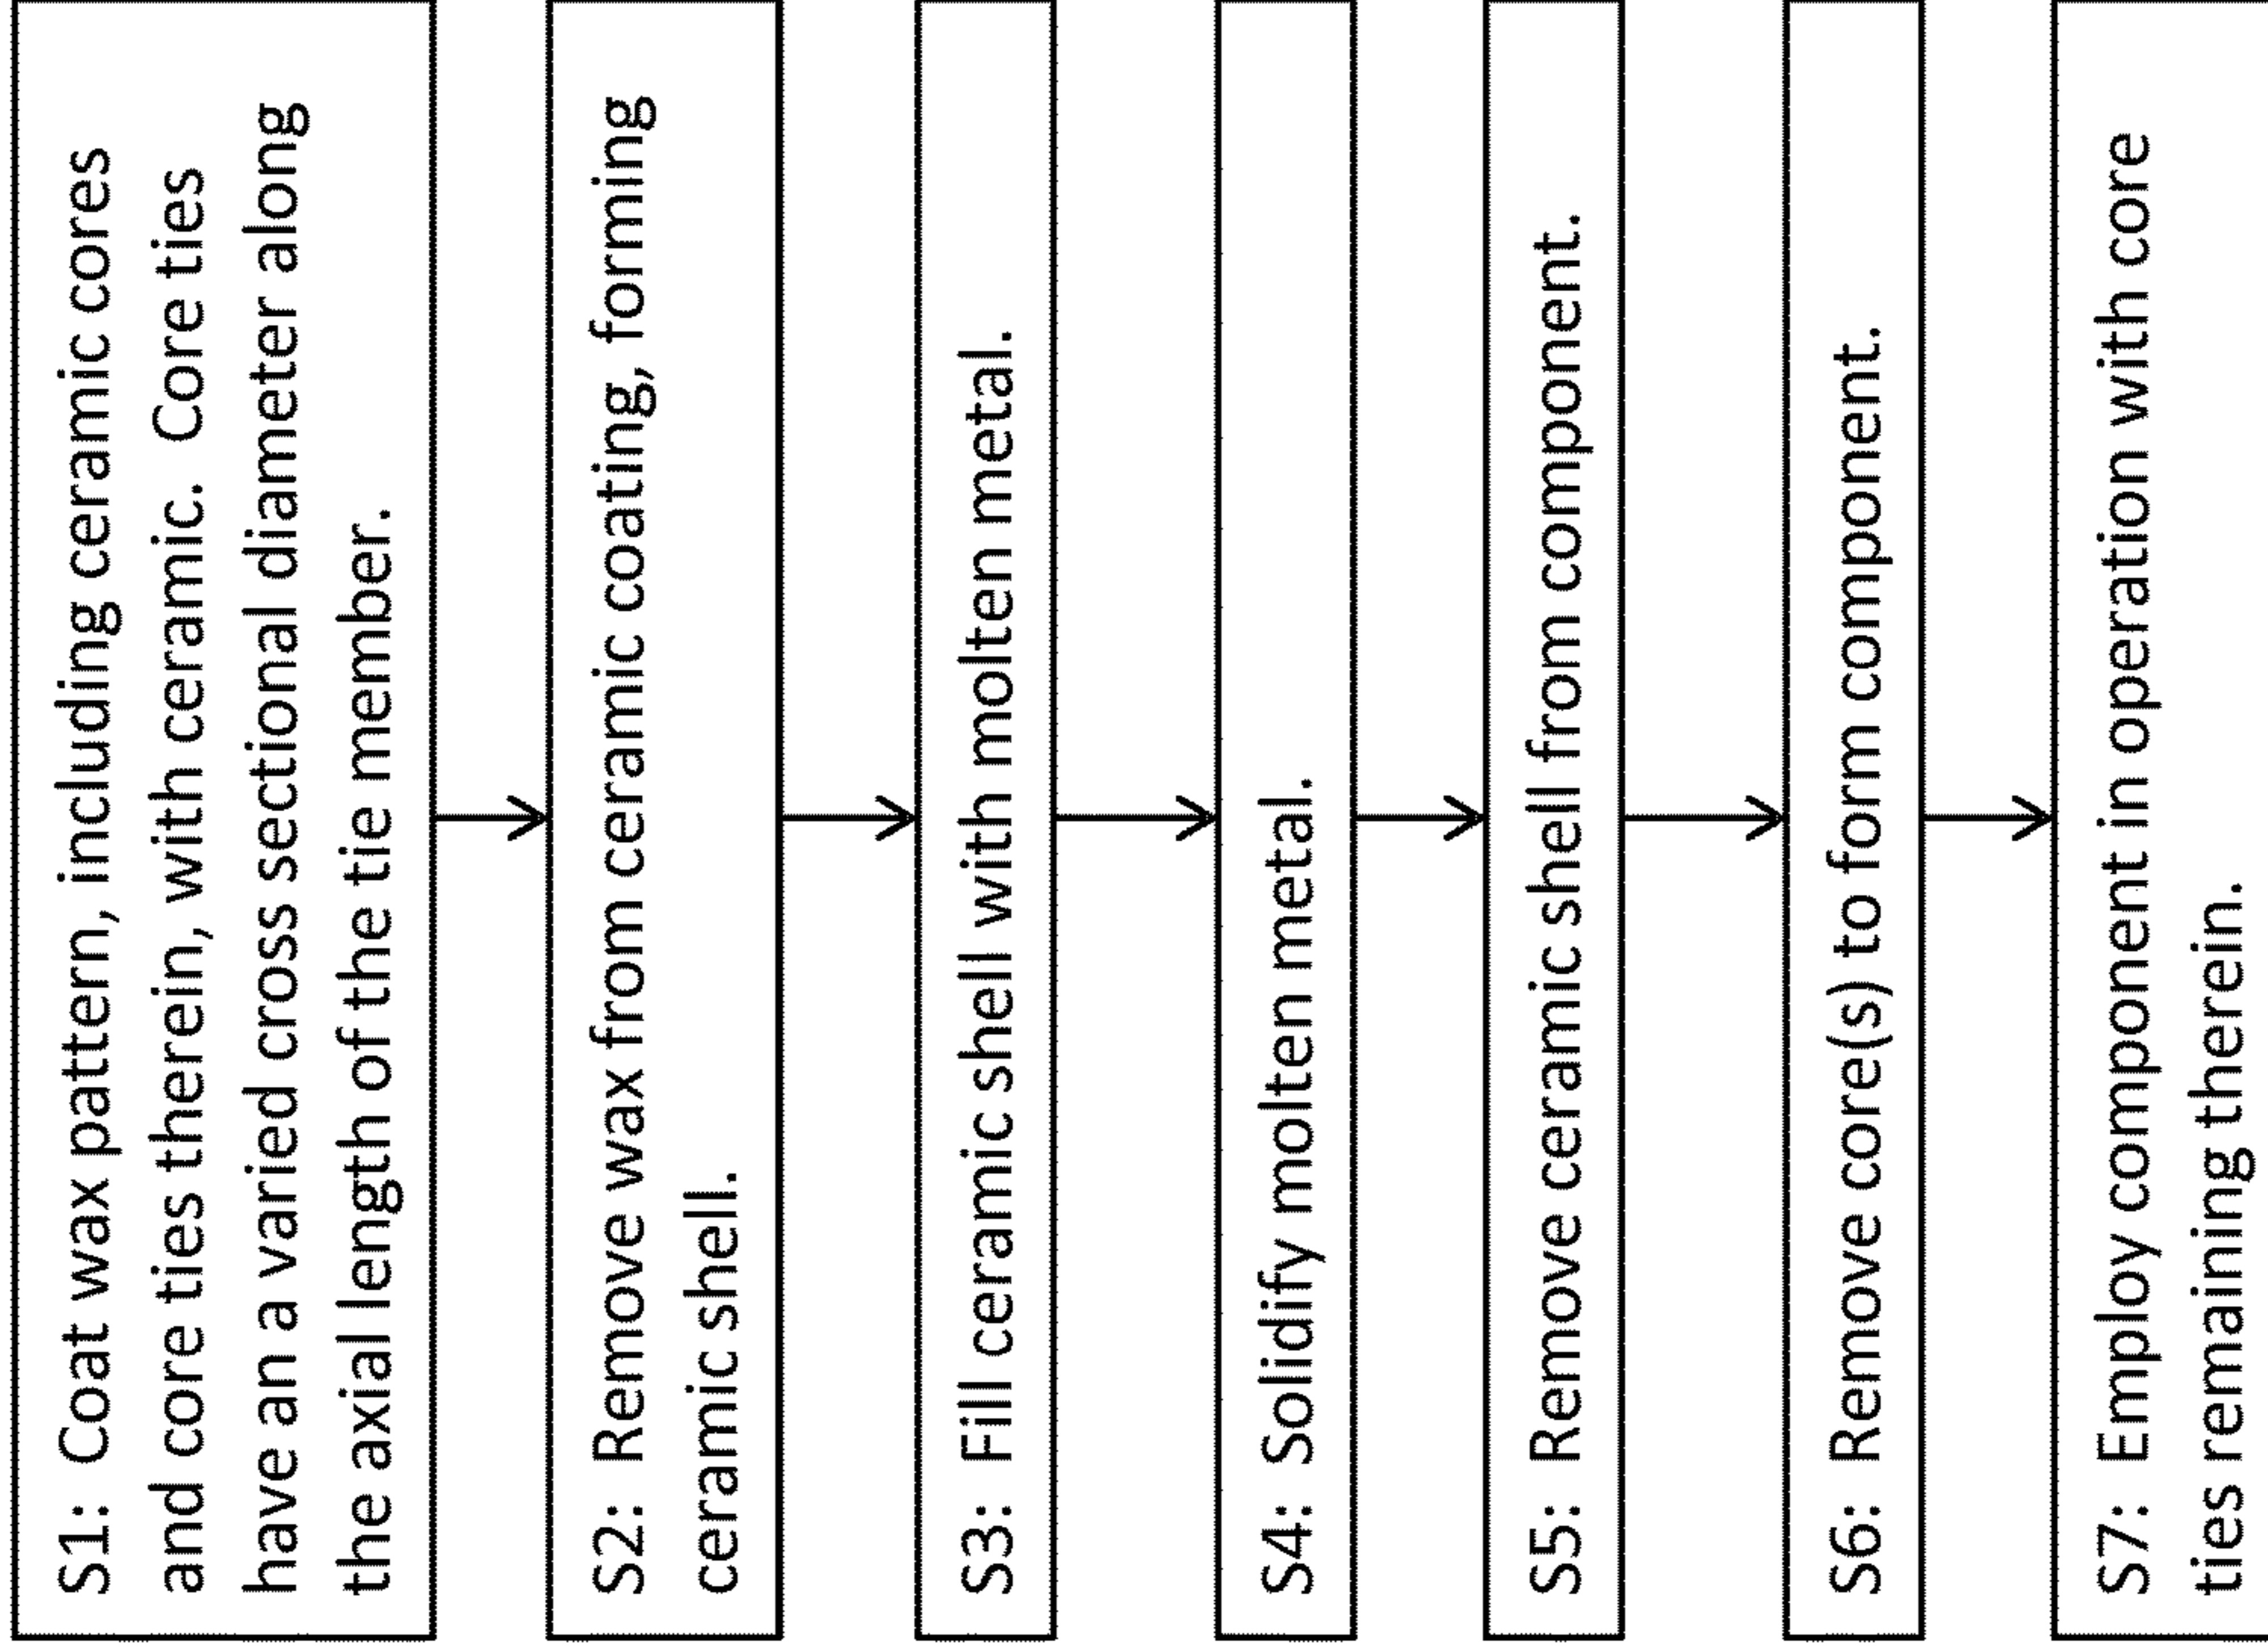 S1: Coat wax pattern, including ceramic cores
and core ties therein, with ceramic. Core ties
have an a varied cross sectional diameter along
the axial length of the tie member.
S2: Remove wax from ceramic coating, forming
ceramic shell.
S3: Fill ceramic shell with molten metal.
S4: Solidify molten metal.
S5: Remove ceramic shell from component.
S6: Remove core(s) to form component.
S7: Employ component in operation with core
ties remaining therein.